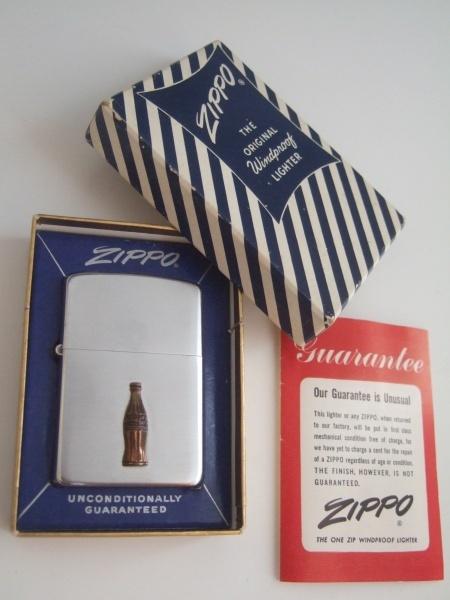 ZIPPO®
THE
ORIGINAL
Windproof
LIGHTER
ZIPPO®
UNCONDITIONALLY
GUARANTEED
Guarantee
Our Guarantee is Unusual
This lighter or any ZIPPO, when returned
to our factory, will be put in first class
mechanical condition free of charge, for
we have yet to charge a cent for the repair
of a ZIPPO regardless of age or condition.
THE FINISH, HOWEVER, IS NOT
GUARANTEED.
ZIPPO®
THE ONE ZIP WINDPROOF LIGHTER